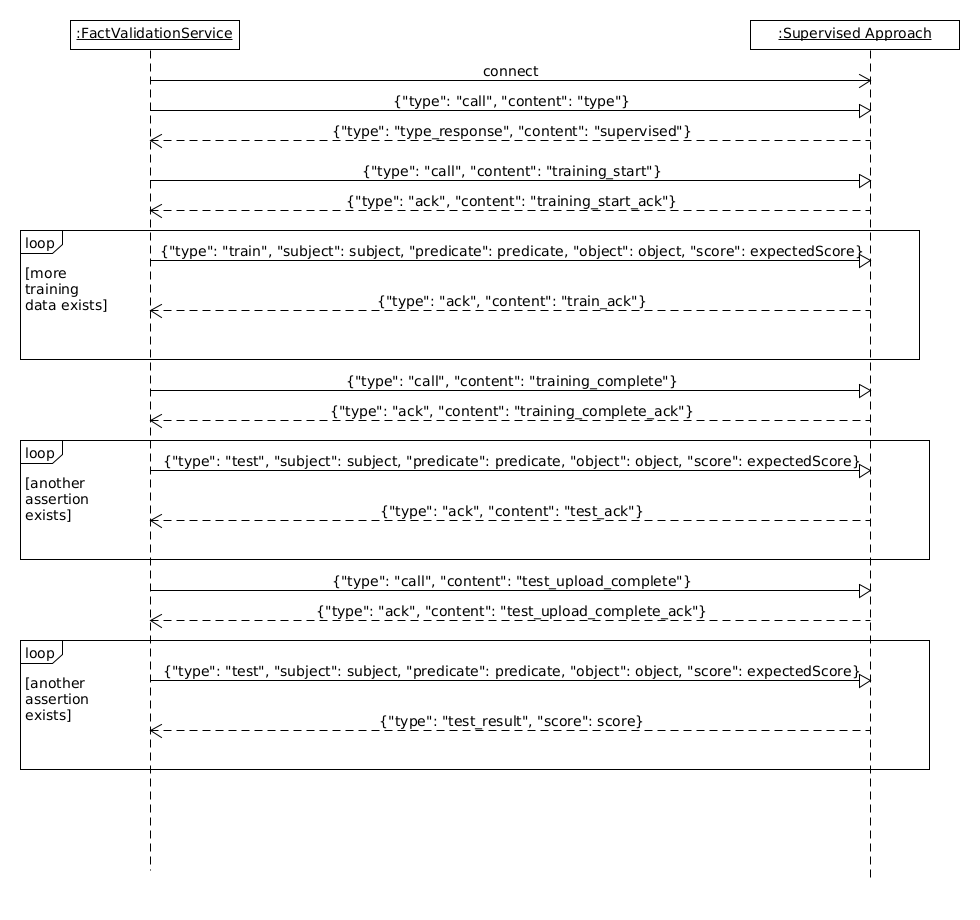 :FactValidationService
:Supervised Approach
connect
{"type": "call", "content": "type"}
{"type": "type_response", "content": "supervised"}
{"type": "call", "content": "training_start"}
{"type": "ack", "content": "training_start_ack"}
loop
{"type": "train", "subject": subject, "predicate": predicate, "object": object, "score": expectedScore}
[more
training
data exists]
{"type": "ack", "content": "train_ack"}
{"type": "call", "content": "training_complete"}
{"type": "ack", "content": "training_complete_ack"}
loop
{"type": "test", "subject": subject, "predicate": predicate, "object": object, "score": expectedScore}
[another
assertion
exists]
{"type": "ack", "content": "test_ack"}
{"type": "call", "content": "test_upload_complete"}
{"type": "ack", "content": "test_upload_complete_ack"}
loop
{"type": "test", "subject": subject, "predicate": predicate, "object": object, "score": expectedScore}
[another
assertion
exists]
{"type": "test_result", "score": score}